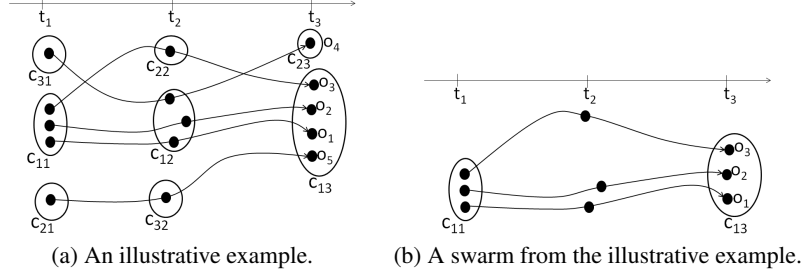 t1 t2 t3
c31 c22 c23 o4
c11 c12 o3
o2
o1
o5
c13
c21 c32
(a) An illustrative example.
t1 t2 t3
o3
o2
o1
c11 c13
(b) A swarm from the illustrative example.